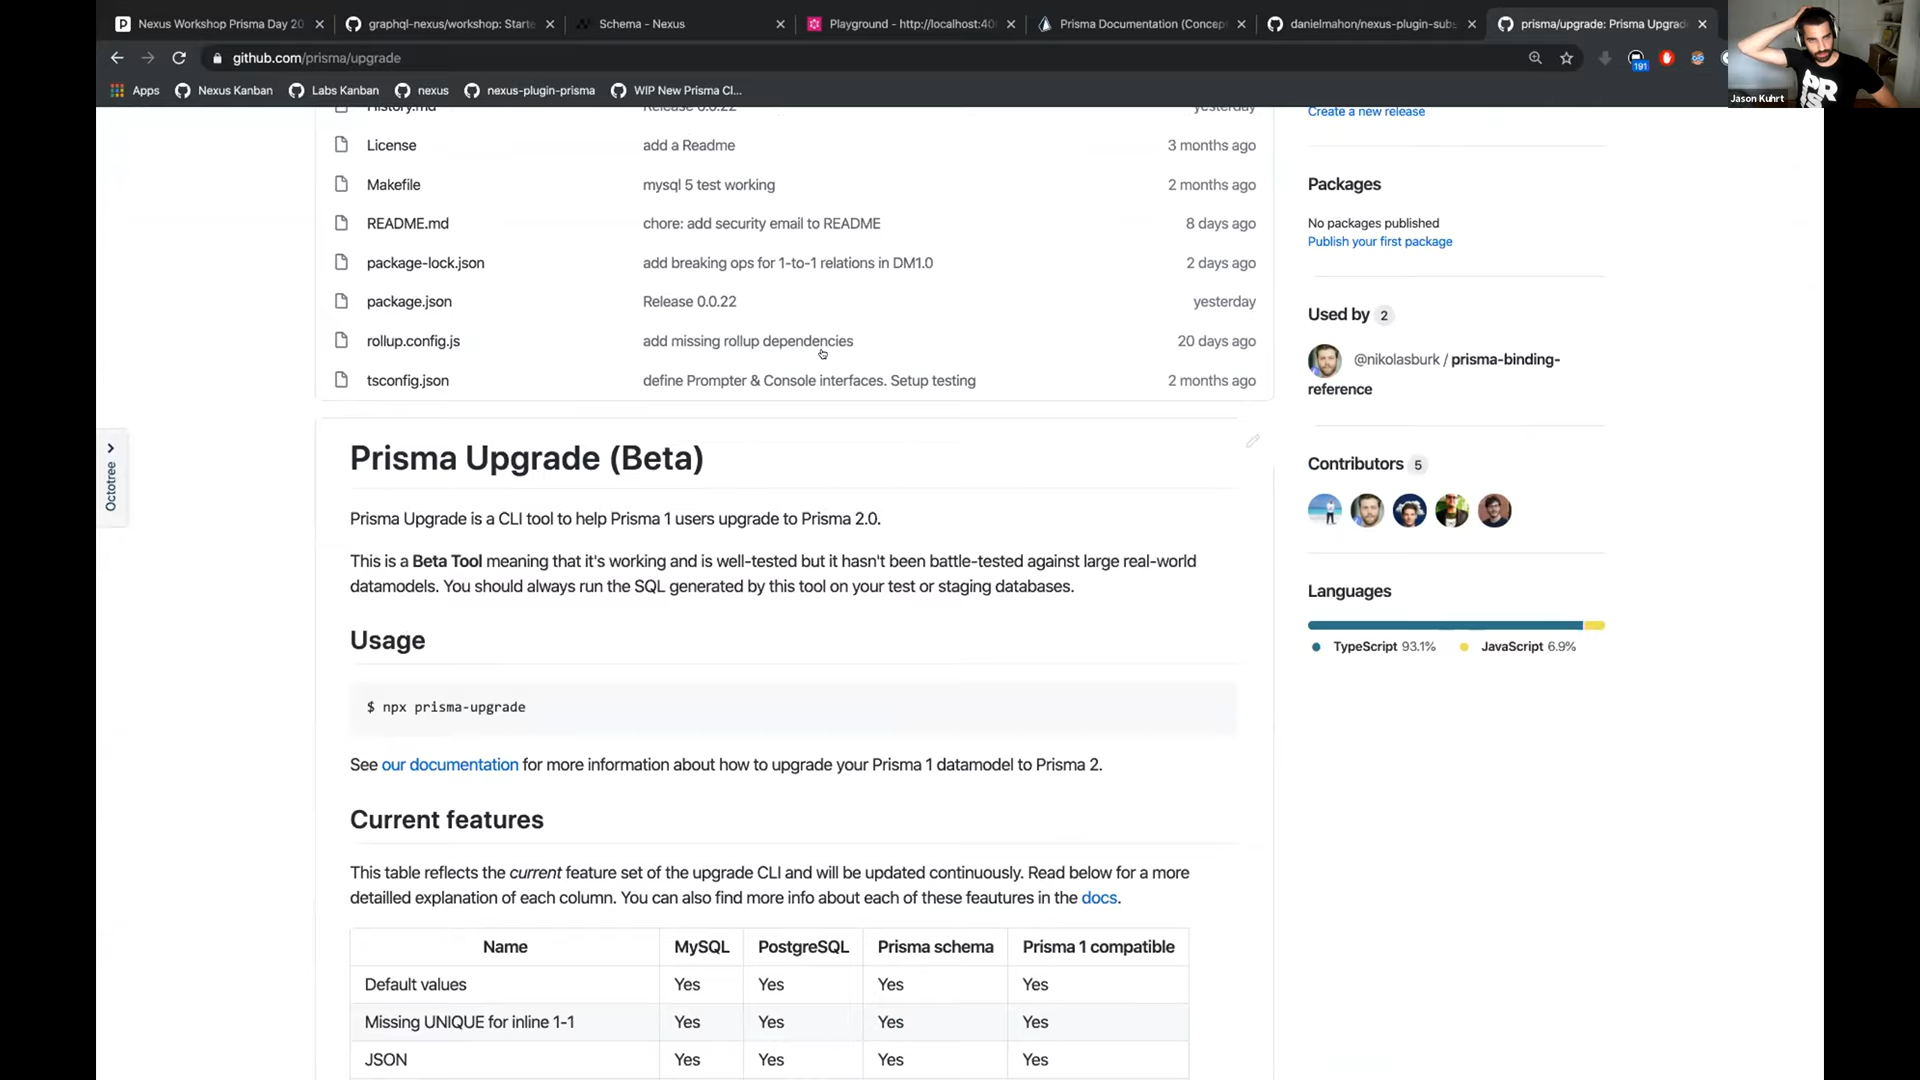 Nexus Workshop Prisma Day 20
graphql-nexus/workshop: Starte
Schema - Nexus
Playground - http://localhost:40
Prisma Documentation (Concep
danielmahon/nexus-plugin-subs
prisma/upgrade: Prisma Upgrad
github.com/prisma/upgrade
191
Apps
Nexus Kanban
Labs Kanban
nexus
nexus-plugin-prisma
WIP New Prisma Cl...
Jason Kuhrt
History.md
Release 0.0.22
yesterday
License
add a Readme
3 months ago
Makefile
mysql 5 test working
2 months ago
README.md
chore: add security email to README
8 days ago
package-lock.json
add breaking ops for 1-to-1 relations in DM1.0
2 days ago
package.json
Release 0.0.22
yesterday
rollup.config.js
add missing rollup dependencies
20 days ago
tsconfig.json
define Prompter & Console interfaces. Setup testing
2 months ago
Octotree
Prisma Upgrade (Beta)
Prisma Upgrade is a CLI tool to help Prisma 1 users upgrade to Prisma 2.0.
This is a Beta Tool meaning that it's working and is well-tested but it hasn't been battle-tested against large real-world
datamodels. You should always run the SQL generated by this tool on your test or staging databases.
Usage
$ npx prisma-upgrade
See our documentation for more information about how to upgrade your Prisma 1 datamodel to Prisma 2.
Current features
This table reflects the current feature set of the upgrade CLI and will be updated continuously. Read below for a more
detailled explanation of each column. You can also find more info about each of these feautures in the docs.
Name MySQL PostgreSQL Prisma schema Prisma 1 compatible
Default values Yes Yes Yes Yes
Missing UNIQUE for inline 1-1 Yes Yes Yes Yes
JSON Yes Yes Yes Yes
Create a new release
Packages
No packages published
Publish your first package
Used by 2
@nikolasburk / prisma-binding-
reference
Contributors 5
Languages
TypeScript 93.1% JavaScript 6.9%